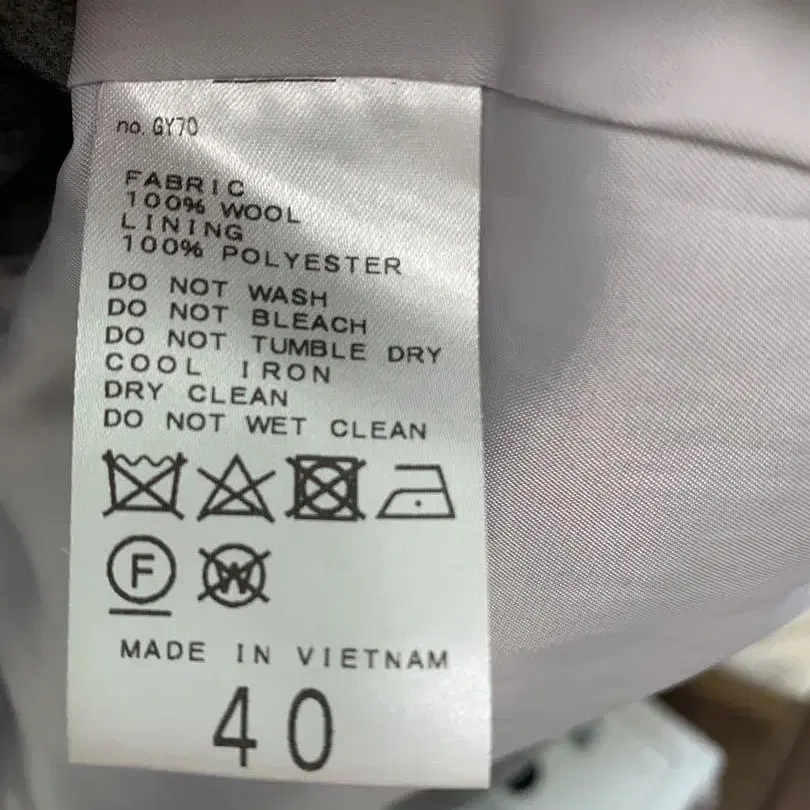 no. GY70
FABRIC
100% WOOL
LINING
100% POLYESTER
DO NOT WASH
DO NOT BLEACH
DO NOT TUMBLE DRY
COOL IRON
DRY CLEAN
DO NOT WET CLEAN
F W
MADE IN VIETNAM
40